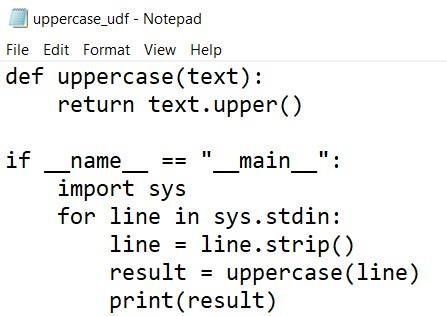 uppercase_udf - Notepad
File Edit Format View Help
def uppercase(text):
    return text.upper()

if __name__ == "__main__":
    import sys
    for line in sys.stdin:
        line = line.strip()
        result = uppercase(line)
        print(result)